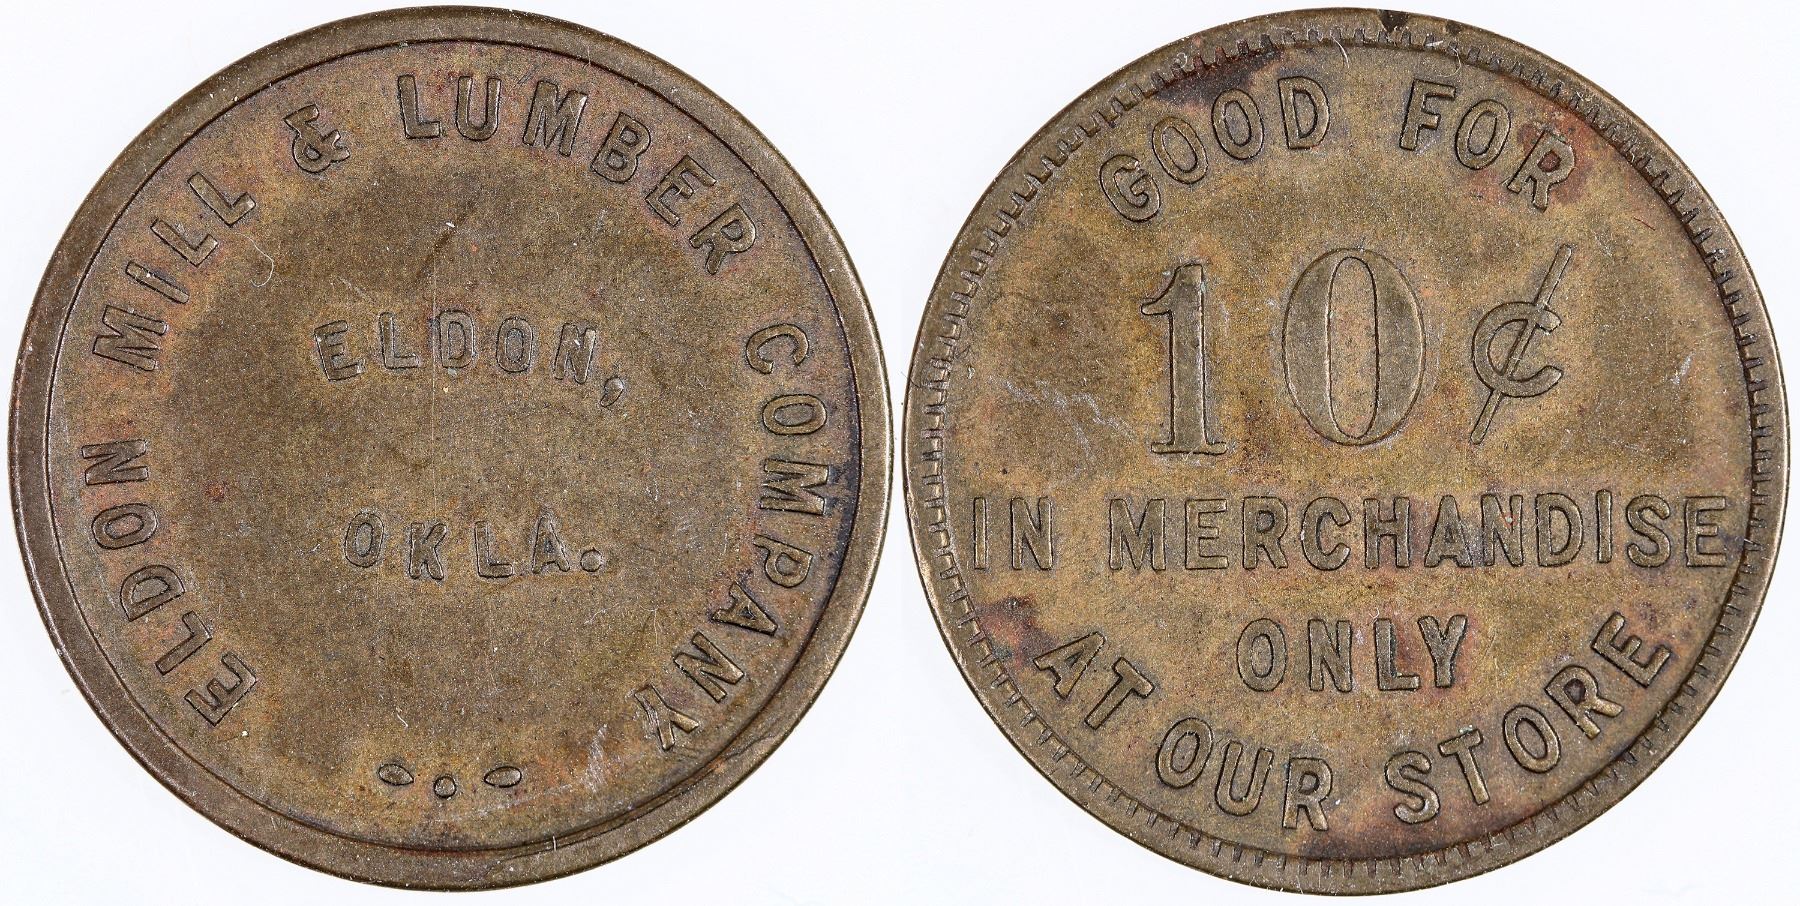 ELDON MILL & LUMBER COMPANY
ELDON,
OKLA.
GOOD FOR
10¢
IN MERCHANDISE
ONLY
AT OUR STORE